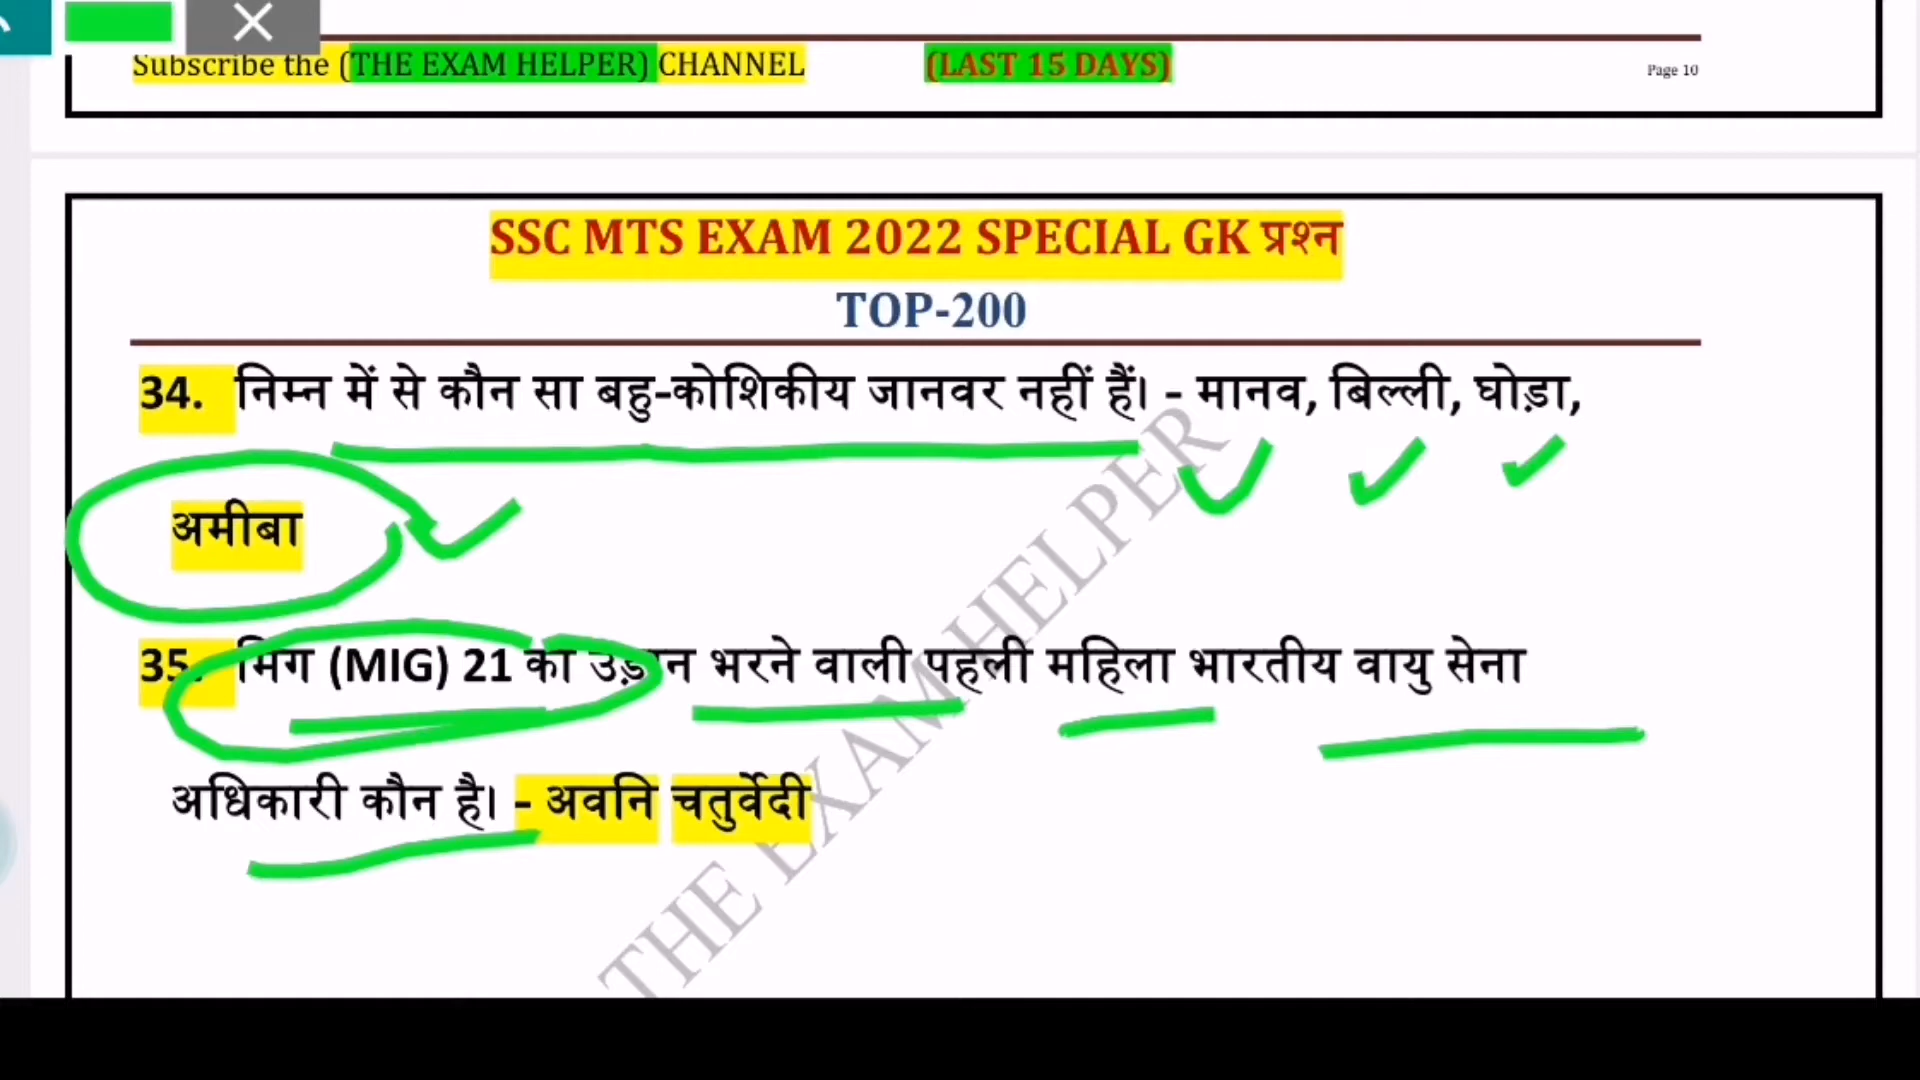 Subscribe the (THE EXAM HELPER) CHANNEL (LAST 15 DAYS) Page 10
SSC MTS EXAM 2022 SPECIAL GK प्रश्न
TOP-200
34. निम्न में से कौन सा बहु-कोशिकीय जानवर नहीं हैं। - मानव, बिल्ली, घोड़ा,
अमीबा
35. मिग (MIG) 21 का उड़ान भरने वाली पहली महिला भारतीय वायु सेना
अधिकारी कौन है। - अवनि चतुर्वेदी
THE EXAM HELPER